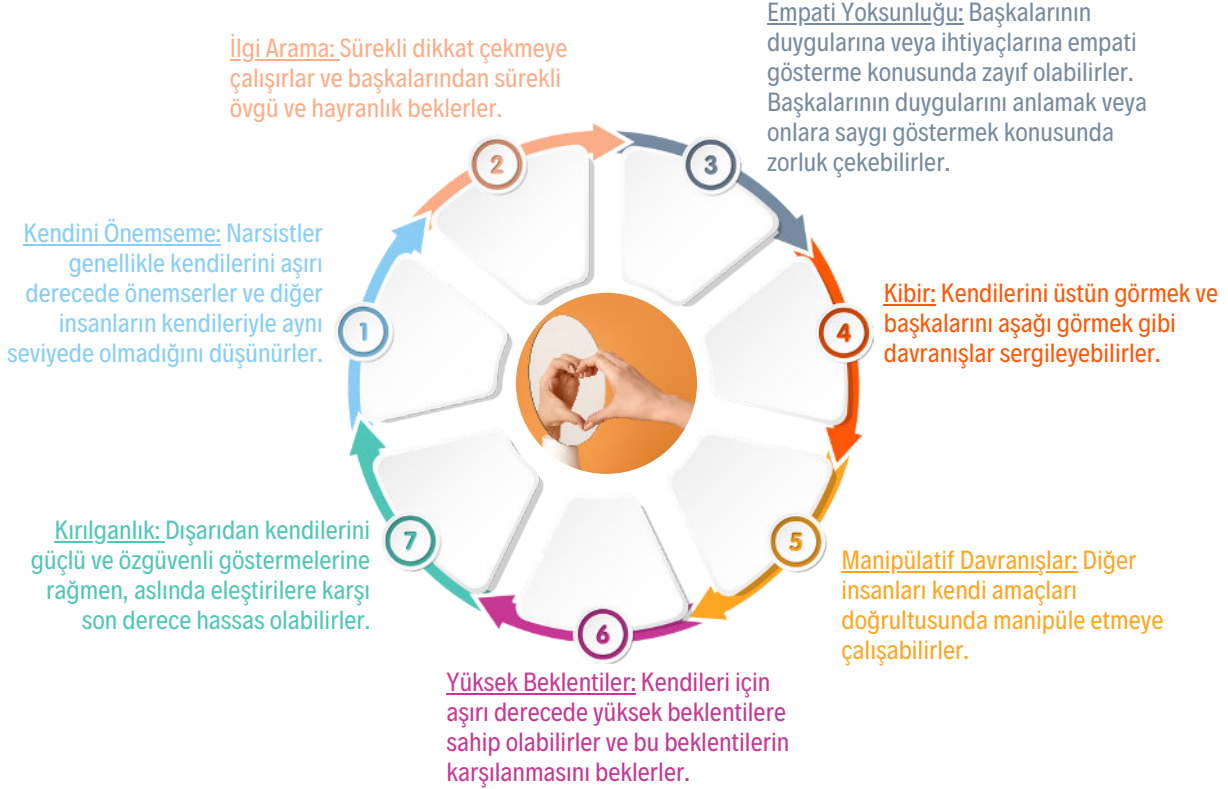 1
Kendini Önemseme: Narsistler
genellikle kendilerini aşırı
derecede önemserler ve diğer
insanların kendileriyle aynı
seviyede olmadığını düşünürler.
2
İlgi Arama: Sürekli dikkat çekmeye
çalışırlar ve başkalarından sürekli
övgü ve hayranlık beklerler.
3
Empati Yoksunluğu: Başkalarının
duygularına veya ihtiyaçlarına empati
gösterme konusunda zayıf olabilirler.
Başkalarının duygularını anlamak veya
onlara saygı göstermek konusunda
zorluk çekebilirler.
4
Kibir: Kendilerini üstün görmek ve
başkalarını aşağı görmek gibi
davranışlar sergileyebilirler.
5
Manipülatif Davranışlar: Diğer
insanları kendi amaçları
doğrultusunda manipüle etmeye
çalışabilirler.
6
Yüksek Beklentiler: Kendileri için
aşırı derecede yüksek beklentilere
sahip olabilirler ve bu beklentilerin
karşılanmasını beklerler.
7
Kırılganlık: Dışarıdan kendilerini
güçlü ve özgüvenli göstermelerine
rağmen, aslında eleştirilere karşı
son derece hassas olabilirler.